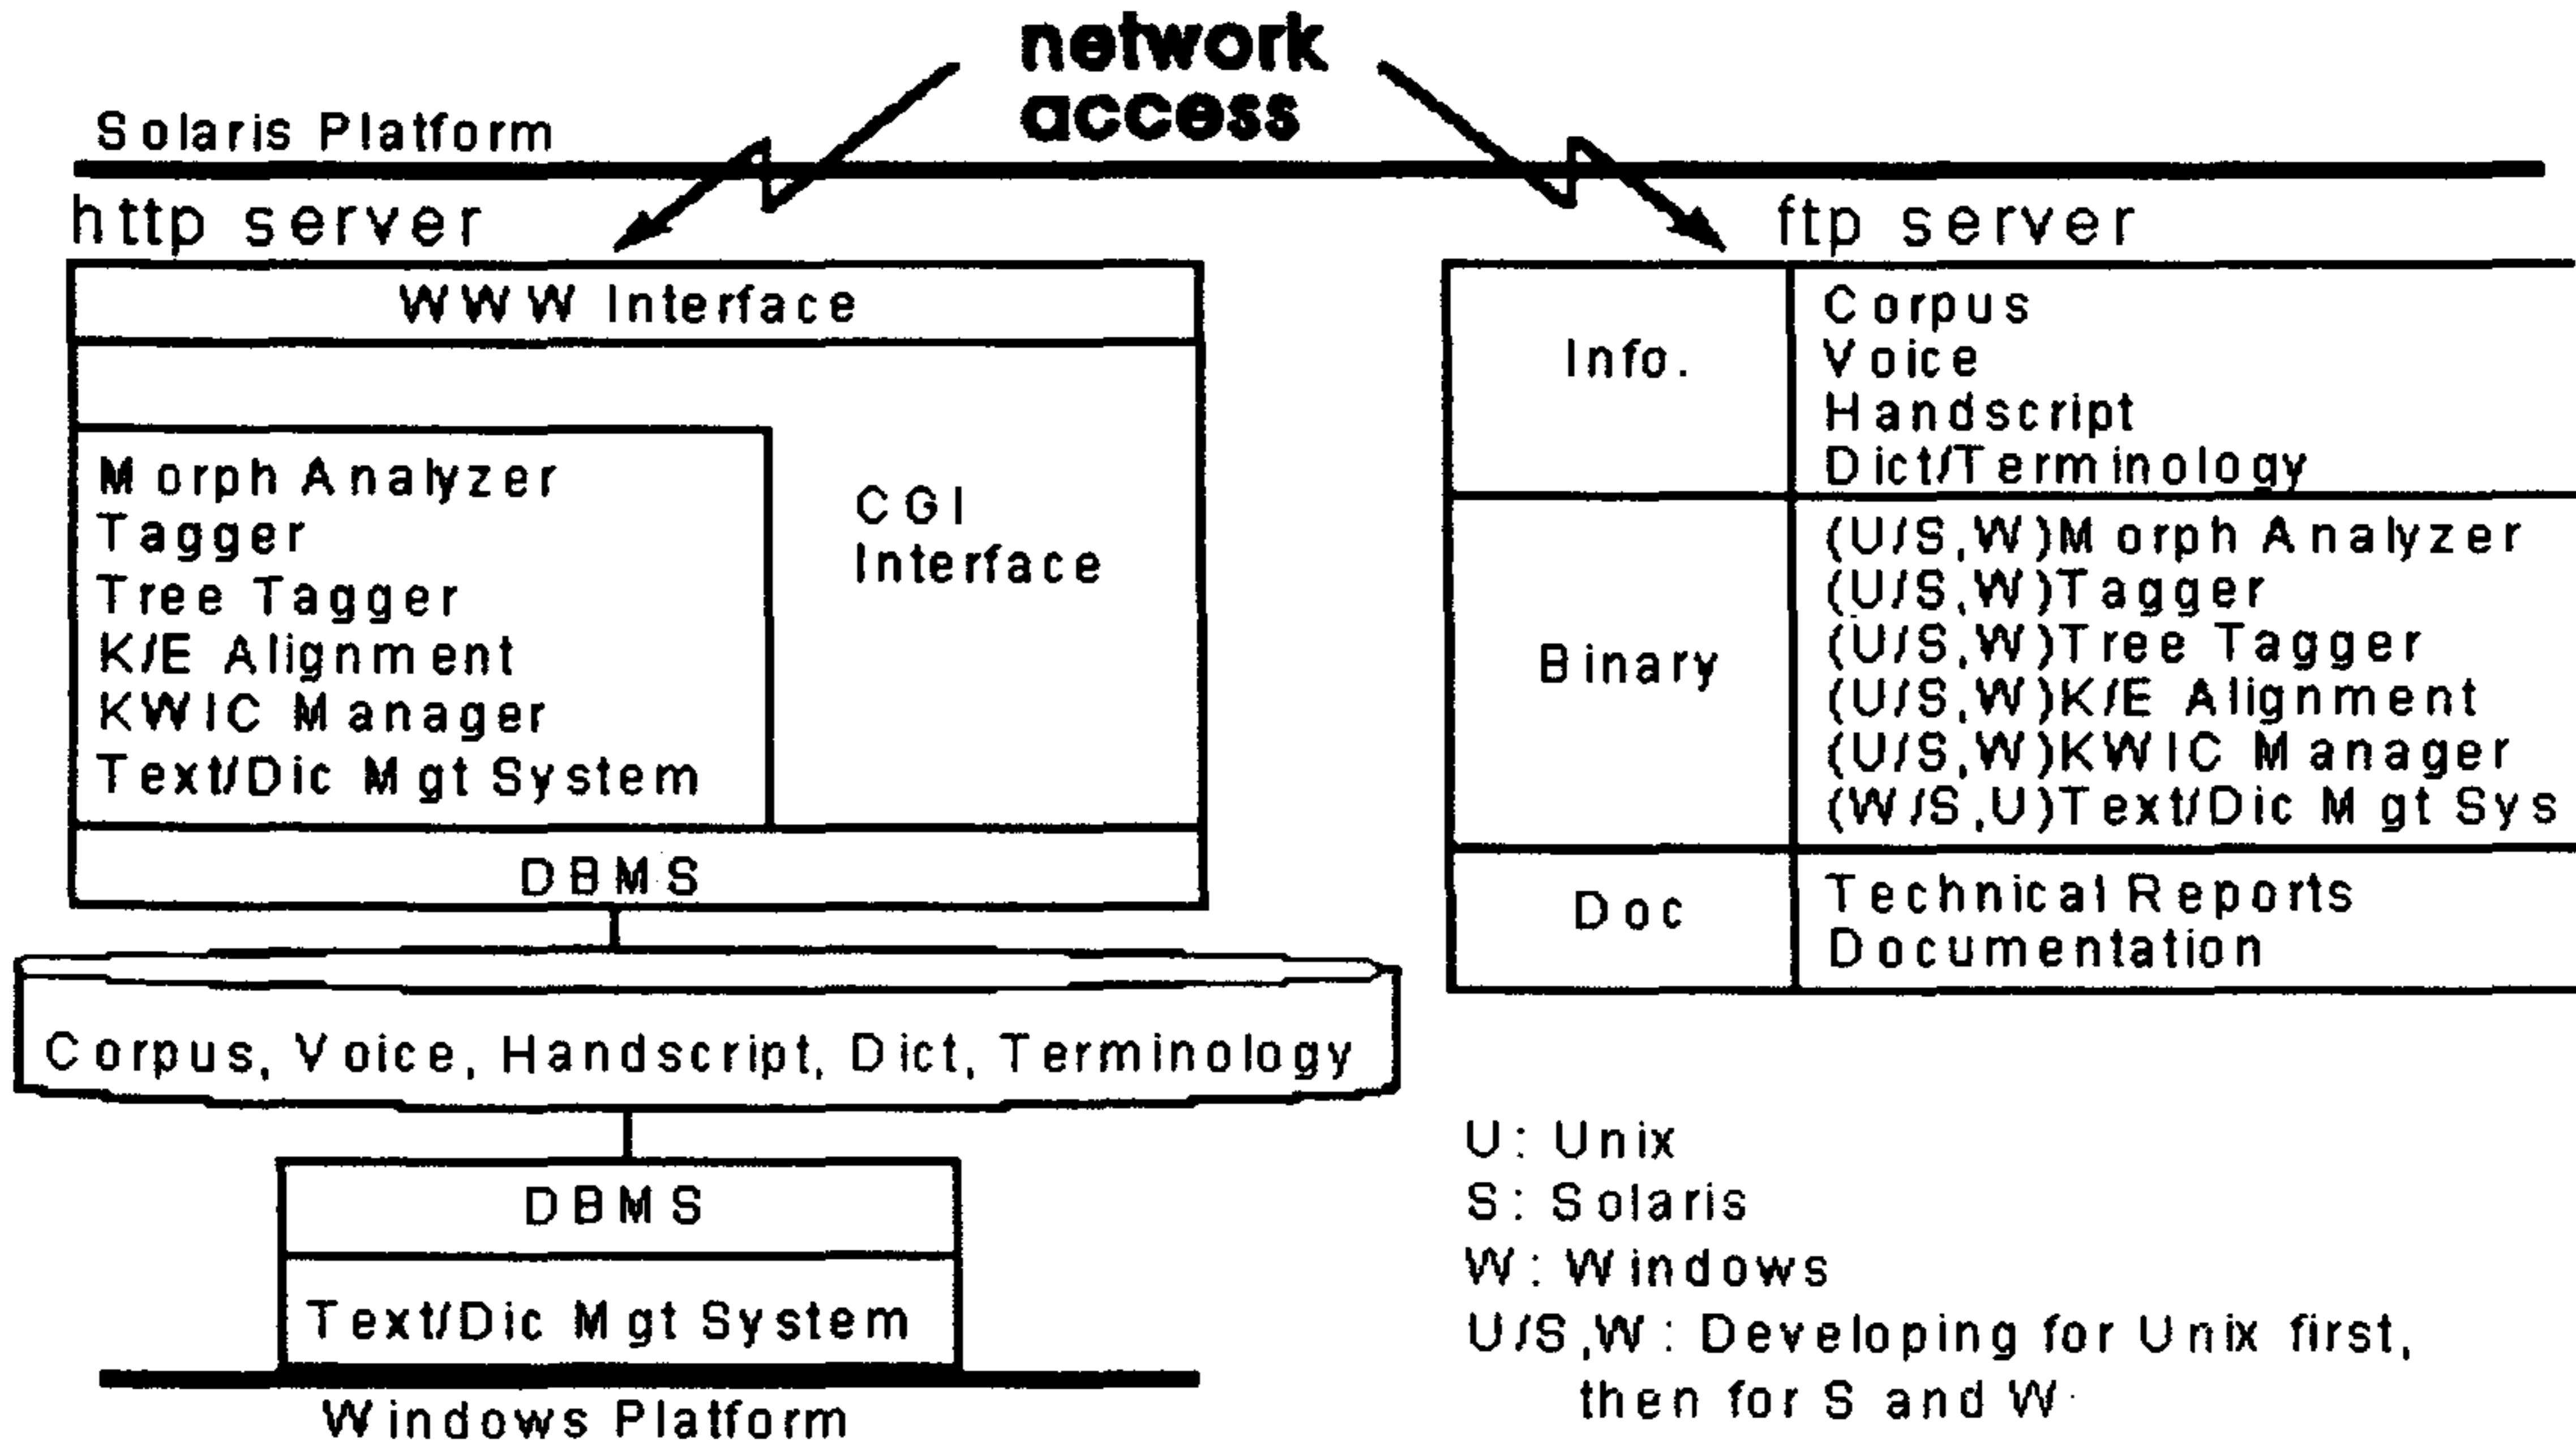 network
access
Solaris Platform
http server
ftp server
WWW Interface
Morph Analyzer
Tagger
Tree Tagger
K/E Alignment
KWIC Manager
Text/Dic Mgt System
CGI
Interface
DBMS
Corpus, Voice, Handscript, Dict, Terminology
DBMS
Text/Dic Mgt System
Windows Platform
Info.
Corpus
Voice
Handscript
Dict/Terminology
Binary
(U/S,W)Morph Analyzer
(U/S,W)Tagger
(U/S,W)Tree Tagger
(U/S,W)K/E Alignment
(U/S,W)KWIC Manager
(W/S,U)Text/Dic Mgt Sys
Doc
Technical Reports
Documentation
U: Unix
S: Solaris
W: Windows
U/S,W: Developing for Unix first,
then for S and W